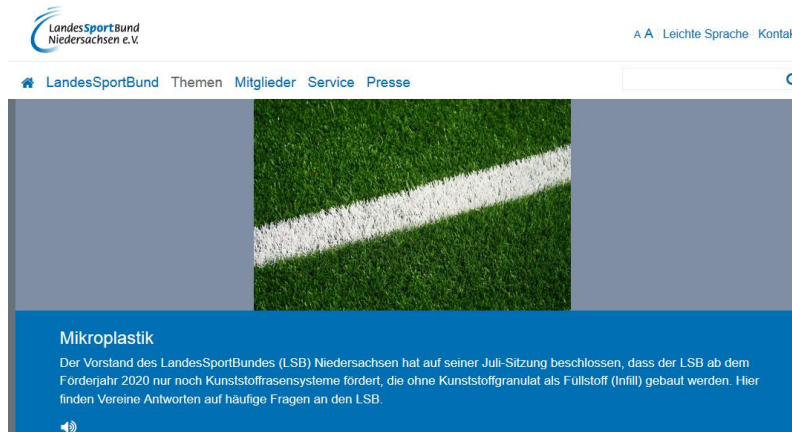 LandesSportBund
Niedersachsen e.V.
A A Leichte Sprache
LandesSportBund Themen Mitglieder Service Presse
Mikroplastik
Der Vorstand des LandesSportBundes (LSB) Niedersachsen hat auf seiner Juli-Sitzung beschlossen, dass der LSB ab dem
Förderjahr 2020 nur noch Kunststoffrasensysteme fördert, die ohne Kunststoffgranulat als Füllstoff (Infill) gebaut werden. Hier
finden Vereine Antworten auf häufige Fragen an den LSB.